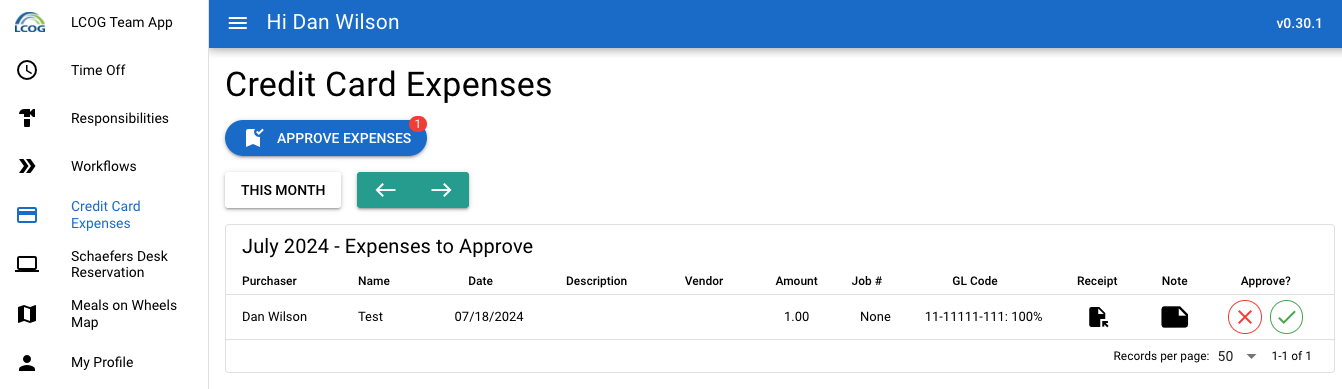 LCOG
LCOG Team App
Hi Dan Wilson
v0.30.1
Time Off
Responsibilities
Workflows
Credit Card
Expenses
Schaefers Desk
Reservation
Meals on Wheels
Map
My Profile
Credit Card Expenses
APPROVE EXPENSES
1
THIS MONTH
July 2024 - Expenses to Approve
Purchaser Name Date Description Vendor Amount Job # GL Code Receipt Note Approve?
Dan Wilson Test 07/18/2024 1.00 None 11-11111-111: 100%
Records per page: 50 1-1 of 1